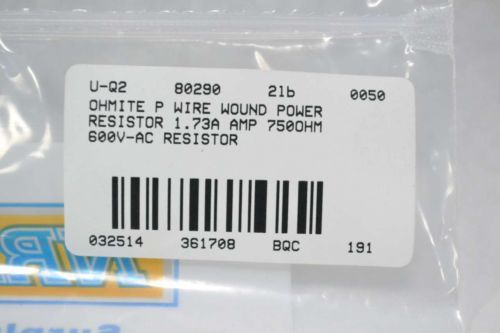 U-Q2 80290 2lb 0050
OHMITE P WIRE WOUND POWER
RESISTOR 1.73A AMP 750OHM
600V-AC RESISTOR
032514 361708 BQC 191